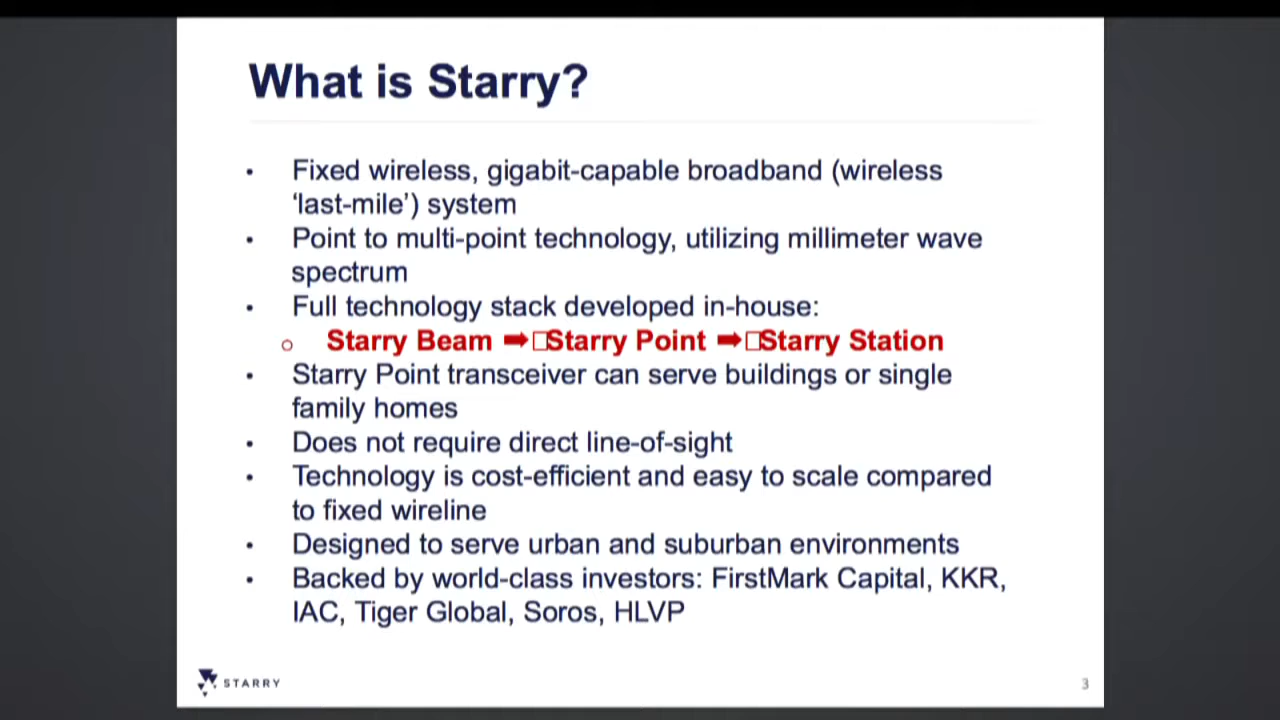 What is Starry?
• Fixed wireless, gigabit-capable broadband (wireless
‘last-mile’) system
• Point to multi-point technology, utilizing millimeter wave
spectrum
• Full technology stack developed in-house:
o Starry Beam ➡□Starry Point ➡□Starry Station
• Starry Point transceiver can serve buildings or single
family homes
• Does not require direct line-of-sight
• Technology is cost-efficient and easy to scale compared
to fixed wireline
• Designed to serve urban and suburban environments
• Backed by world-class investors: FirstMark Capital, KKR,
IAC, Tiger Global, Soros, HLVP
STARRY
3